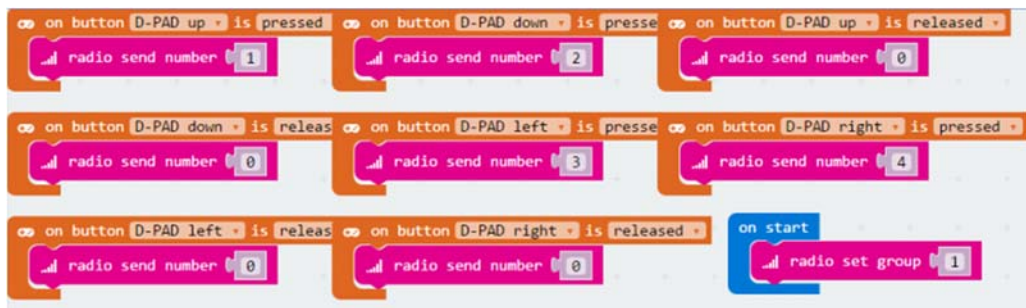 on button D-PAD up is pressed
radio send number 1
on button D-PAD down is presse
radio send number 2
on button D-PAD up is released
radio send number 0
on button D-PAD down is releas
radio send number 0
on button D-PAD left is presse
radio send number 3
on button D-PAD right is pressed
radio send number 4
on button D-PAD left is releas
radio send number 0
on button D-PAD right is released
radio send number 0
on start
radio set group 1